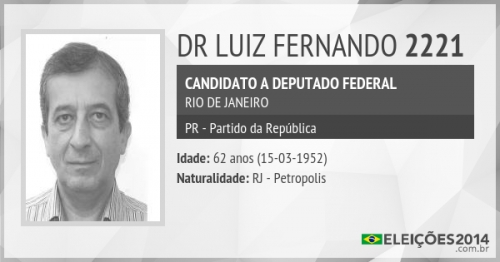 DR LUIZ FERNANDO 2221
CANDIDATO A DEPUTADO FEDERAL
RIO DE JANEIRO
PR - Partido da República
Idade: 62 anos (15-03-1952)
Naturalidade: RJ - Petropolis
ELEIÇÕES2014
.com.br